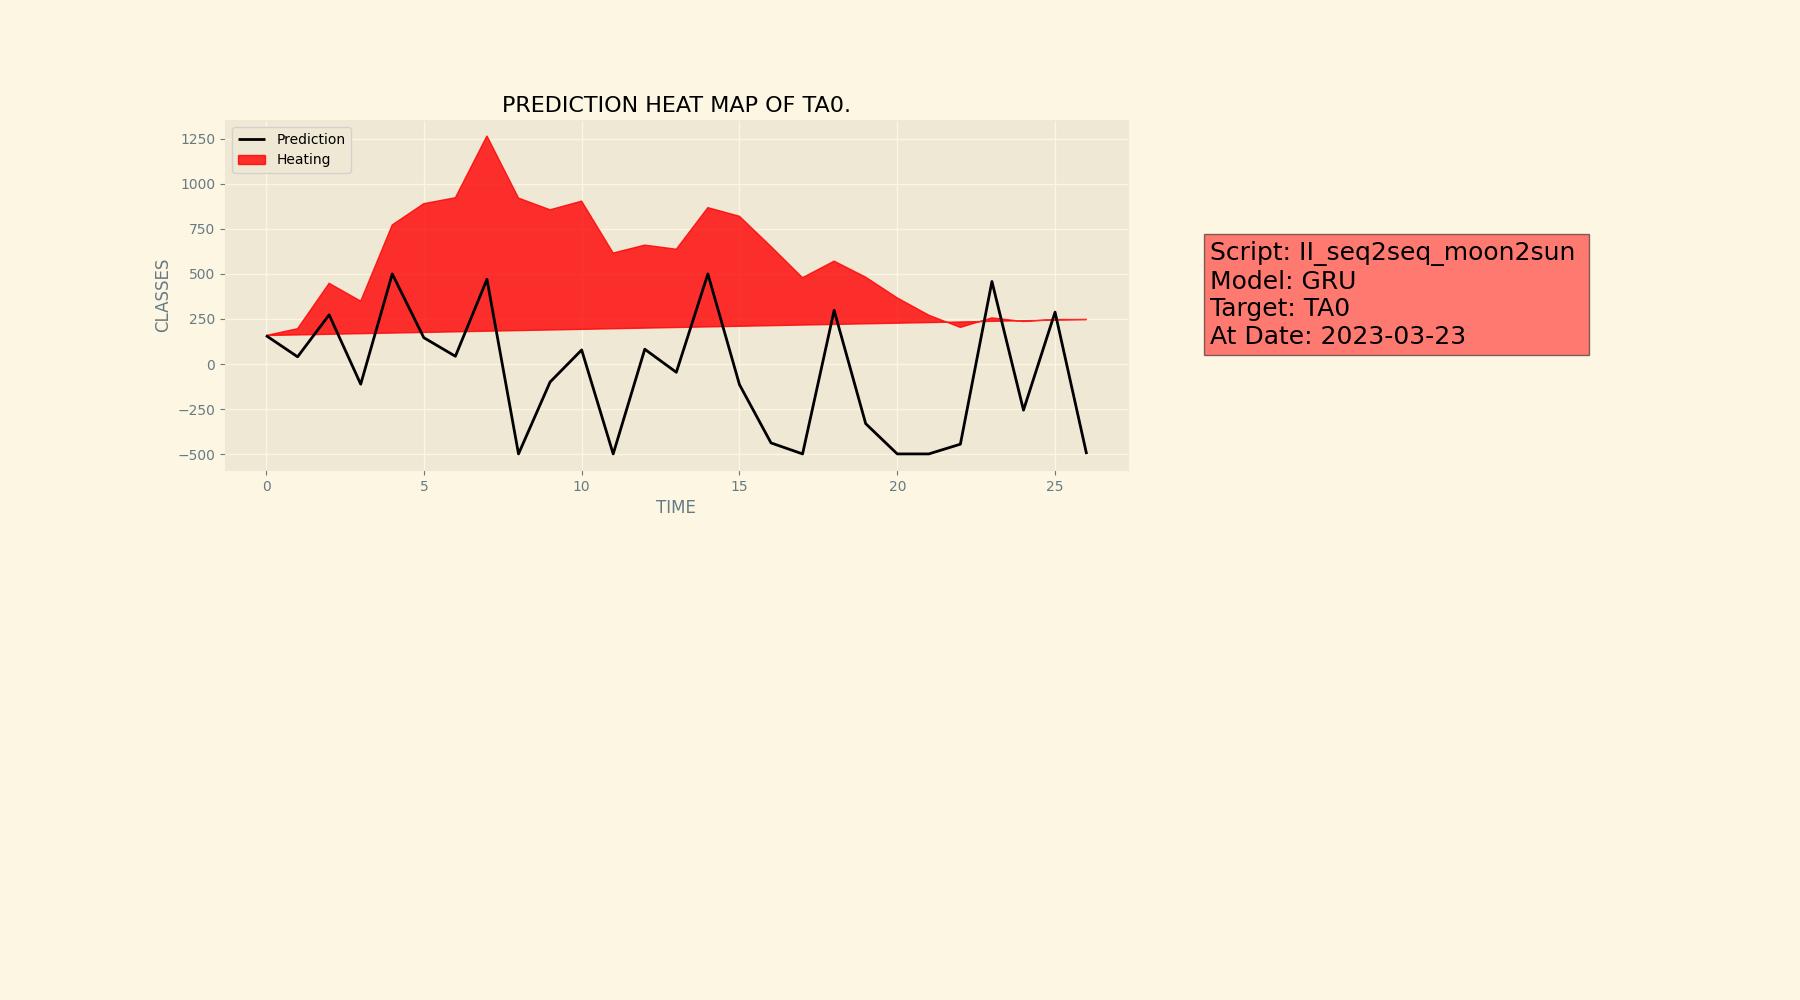 PREDICTION HEAT MAP OF TA0.
Prediction
Heating
1250
1000
750
500
250
0
−250
−500
CLASSES
0 5 10 15 20 25
TIME
Script: II_seq2seq_moon2sun
Model: GRU
Target: TA0
At Date: 2023-03-23